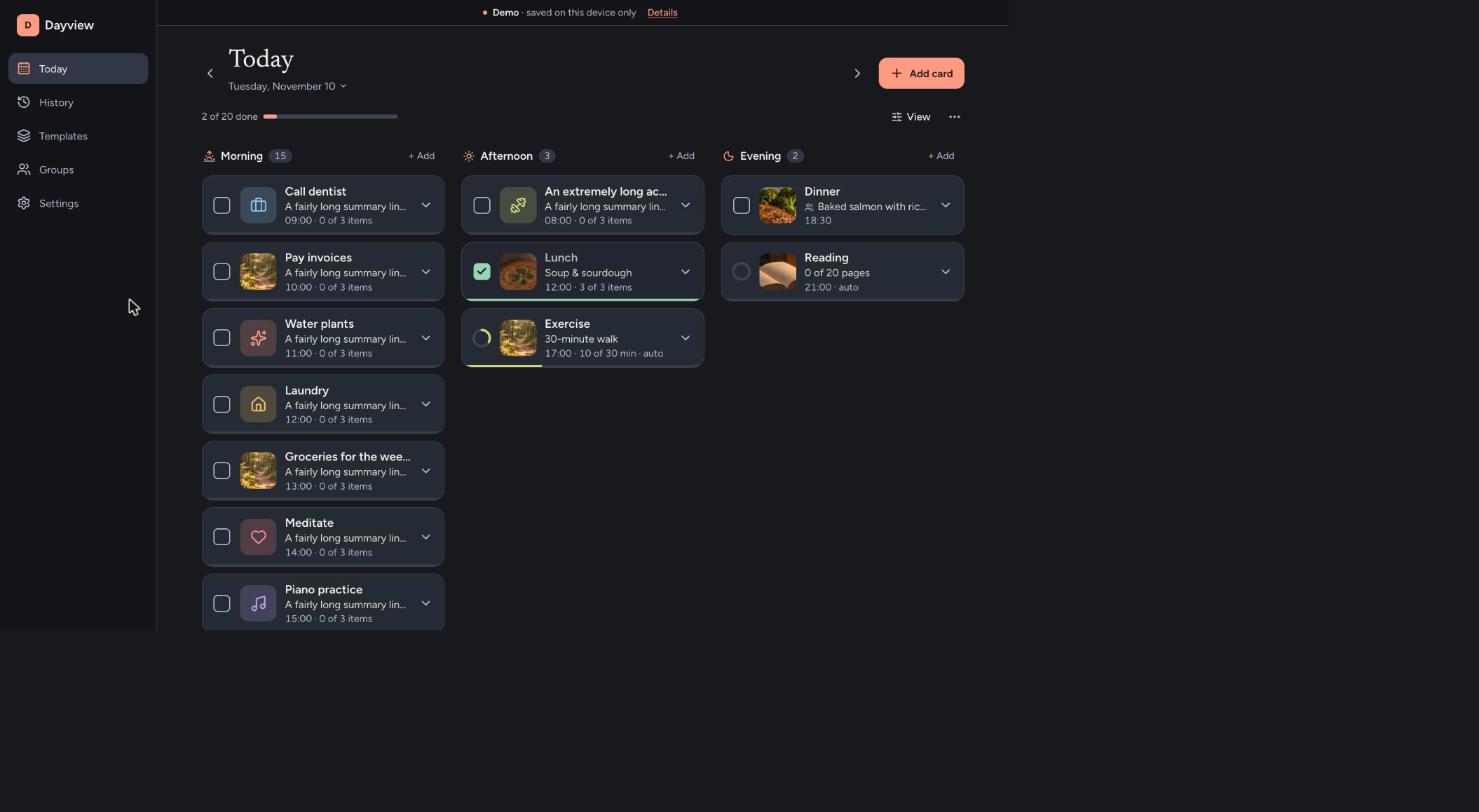 D Dayview
Today
History
Templates
Groups
Settings
Demo · saved on this device only Details
Today
Tuesday, November 10
Add card
2 of 20 done
View
Morning 15 + Add
Call dentist
A fairly long summary lin...
09:00 · 0 of 3 items
Pay invoices
A fairly long summary lin...
10:00 · 0 of 3 items
Water plants
A fairly long summary lin...
11:00 · 0 of 3 items
Laundry
A fairly long summary lin...
12:00 · 0 of 3 items
Groceries for the wee...
A fairly long summary lin...
13:00 · 0 of 3 items
Meditate
A fairly long summary lin...
14:00 · 0 of 3 items
Piano practice
A fairly long summary lin...
15:00 · 0 of 3 items
Afternoon 3 + Add
An extremely long ac...
A fairly long summary lin...
08:00 · 0 of 3 items
Lunch
Soup & sourdough
12:00 · 3 of 3 items
Exercise
30-minute walk
17:00 · 10 of 30 min · auto
Evening 2 + Add
Dinner
Baked salmon with ric...
18:30
Reading
0 of 20 pages
21:00 · auto